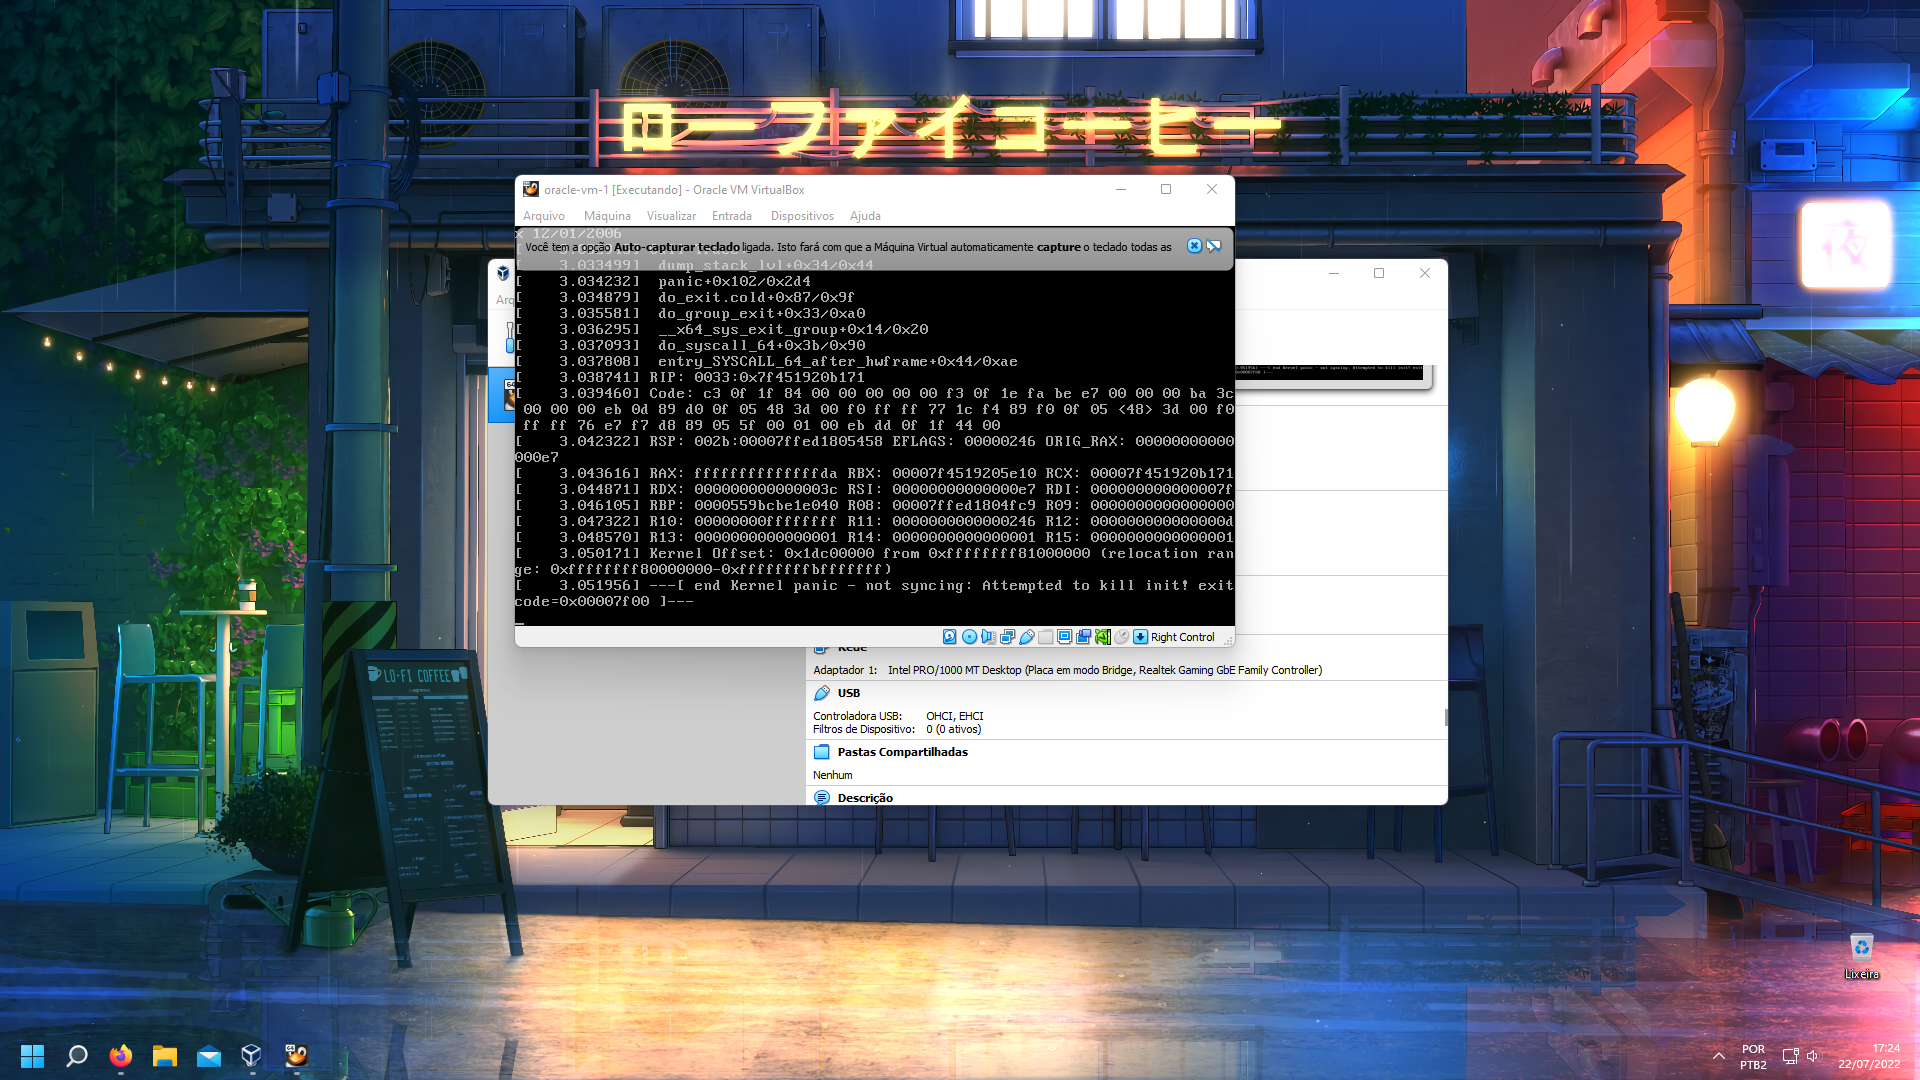 ローファイコーヒー
oracle-vm-1 [Executando] - Oracle VM VirtualBox
Arquivo Máquina Visualizar Entrada Dispositivos Ajuda
x 12/01/2006
Você tem a opção Auto-capturar teclado ligada. Isto fará com que a Máquina Virtual automaticamente capture o teclado todas as
[ 3.033499] dump_stack_lvl+0x34/0x44
[ 3.034232] panic+0x102/0x2d4
[ 3.034879] do_exit.cold+0x87/0x9f
[ 3.035581] do_group_exit+0x33/0xa0
[ 3.036295] __x64_sys_exit_group+0x14/0x20
[ 3.037093] do_syscall_64+0x3b/0x90
[ 3.037808] entry_SYSCALL_64_after_hwframe+0x44/0xae
[ 3.038741] RIP: 0033:0x7f451920b171
[ 3.039460] Code: c3 0f 1f 84 00 00 00 00 00 f3 0f 1e fa be e7 00 00 00 ba 3c
00 00 00 eb 0d 89 d0 0f 05 48 3d 00 f0 ff ff 77 1c f4 89 f0 0f 05 <48> 3d 00 f0
ff ff 76 e7 f7 d8 89 05 5f 00 01 00 eb dd 0f 1f 44 00
[ 3.042322] RSP: 002b:00007ffed1805458 EFLAGS: 00000246 ORIG_RAX: 00000000000
000e7
[ 3.043616] RAX: ffffffffffffffda RBX: 00007f4519205e10 RCX: 00007f451920b171
[ 3.044871] RDX: 000000000000003c RSI: 00000000000000e7 RDI: 000000000000007f
[ 3.046105] RBP: 0000559bcbe1e040 R08: 00007ffed1804fc9 R09: 0000000000000000
[ 3.047322] R10: 00000000ffffffff R11: 0000000000000246 R12: 000000000000000d
[ 3.048570] R13: 0000000000000001 R14: 0000000000000001 R15: 0000000000000001
[ 3.050171] Kernel Offset: 0x1dc00000 from 0xffffffff81000000 (relocation ran
ge: 0xffffffff80000000-0xffffffffbfffffff)
[ 3.051956] ---[ end Kernel panic - not syncing: Attempted to kill init! exit
code=0x00007f00 ]---
Right Control
Rede
Adaptador 1: Intel PRO/1000 MT Desktop (Placa em modo Bridge, Realtek Gaming GbE Family Controller)
USB
Controladora USB: OHCI, EHCI
Filtros de Dispositivo: 0 (0 ativos)
Pastas Compartilhadas
Nenhum
Descrição
夜
LO-FI COFFEE
Lixeira
POR
PTB2
17:24
22/07/2022